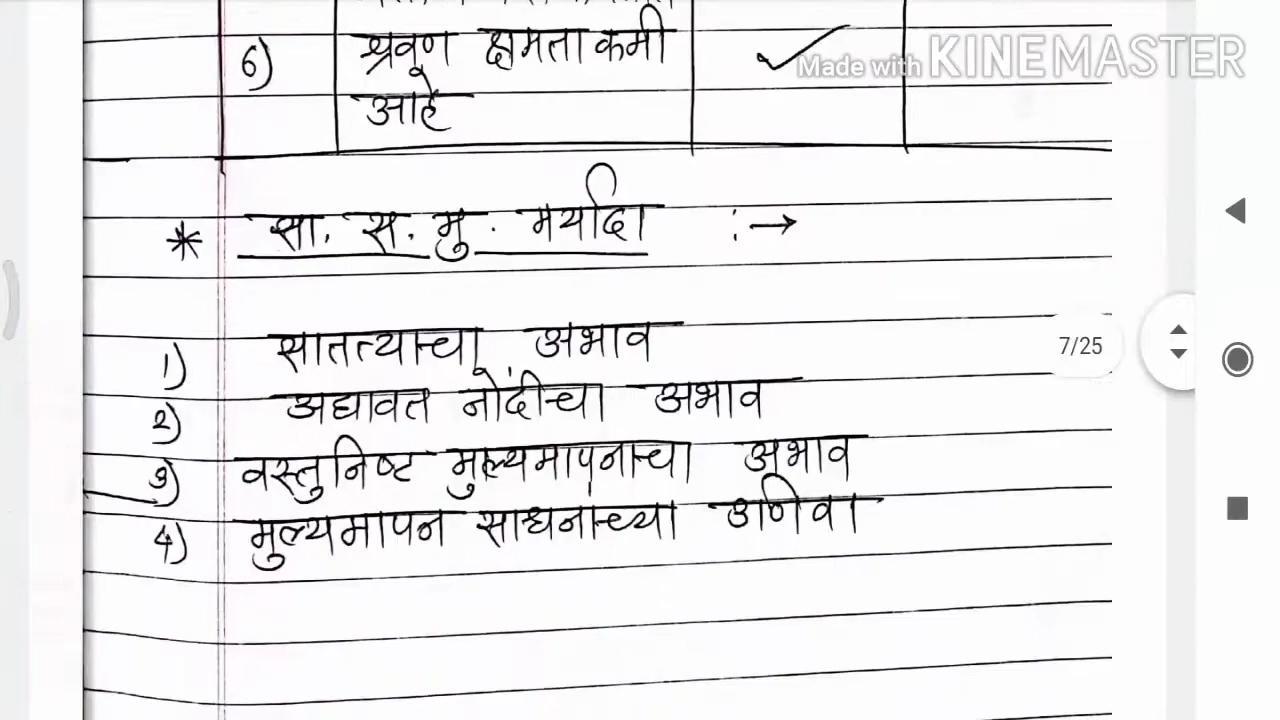 6) श्रवण क्षमता कमी ✓
आहे
Made with KINEMASTER
* सा. स. मु. मर्यादा :→
1) सातत्याचा अभाव
7/25
2) अद्यावत नोंदींचा अभाव
3) वस्तुनिष्ट मुल्यमापनाचा अभाव
4) मुल्यमापन साधनांच्या उणिवा